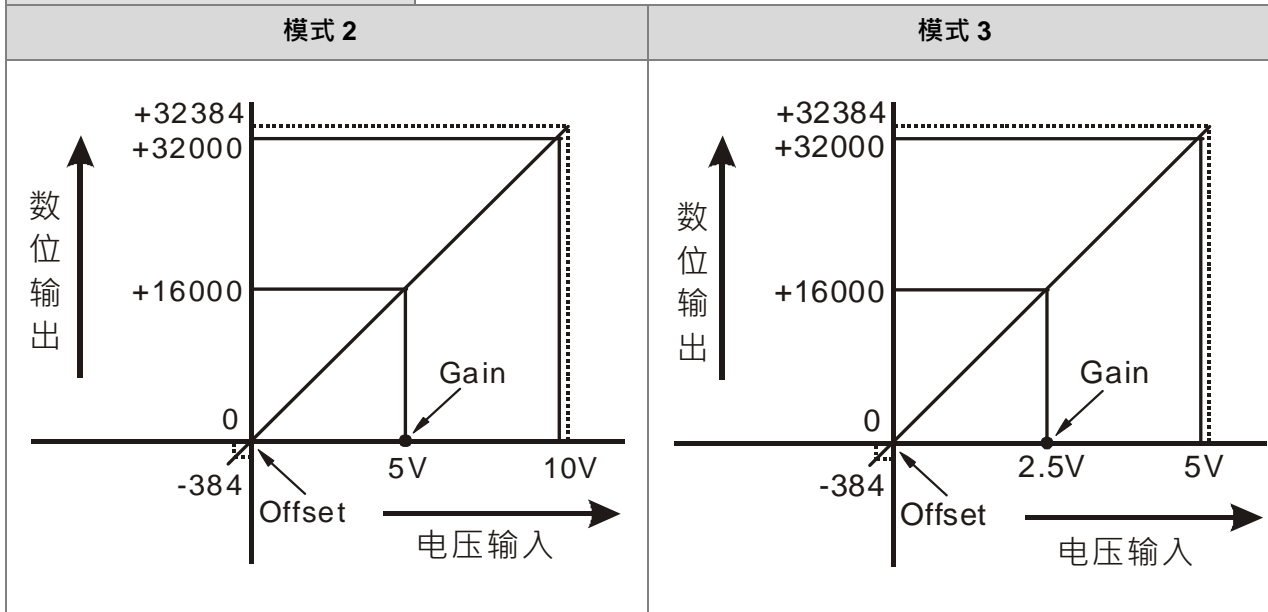 模式 2
+32384
+32000
数位输出
+16000
Gain
0
5V
10V
-384
Offset
电压输入
模式 3
+32384
+32000
数位输出
+16000
Gain
0
2.5V
5V
-384
Offset
电压输入